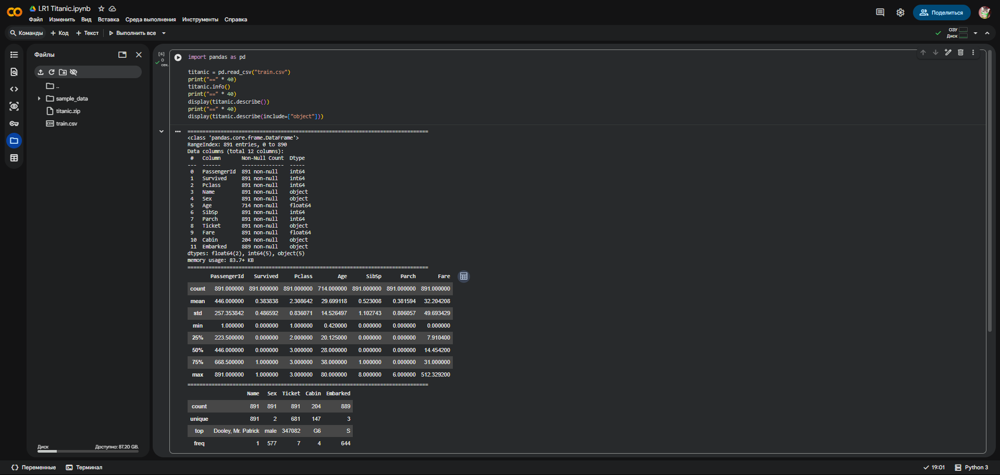 LR1 Titanic.ipynb
Файл Изменить Вид Вставка Среда выполнения Инструменты Справка
Поделиться
Команды + Код + Текст Выполнить все
ОЗУ
Диск
Файлы
..
sample_data
titanic.zip
train.csv
Диск Доступно: 87.20 GB.
[6]
0
сек.
import pandas as pd
titanic = pd.read_csv("train.csv")
print("==" * 40)
titanic.info()
print("==" * 40)
display(titanic.describe())
print("==" * 40)
display(titanic.describe(include=["object"]))
================================================================================
<class 'pandas.core.frame.DataFrame'>
RangeIndex: 891 entries, 0 to 890
Data columns (total 12 columns):
# Column Non-Null Count Dtype
--- ------ -------------- -----
0 PassengerId 891 non-null int64
1 Survived 891 non-null int64
2 Pclass 891 non-null int64
3 Name 891 non-null object
4 Sex 891 non-null object
5 Age 714 non-null float64
6 SibSp 891 non-null int64
7 Parch 891 non-null int64
8 Ticket 891 non-null object
9 Fare 891 non-null float64
10 Cabin 204 non-null object
11 Embarked 889 non-null object
dtypes: float64(2), int64(5), object(5)
memory usage: 83.7+ KB
================================================================================
PassengerId Survived Pclass Age SibSp Parch Fare
count 891.000000 891.000000 891.000000 714.000000 891.000000 891.000000 891.000000
mean 446.000000 0.383838 2.308642 29.699118 0.523008 0.381594 32.204208
std 257.353842 0.486592 0.836071 14.526497 1.102743 0.806057 49.693429
min 1.000000 0.000000 1.000000 0.420000 0.000000 0.000000 0.000000
25% 223.500000 0.000000 2.000000 20.125000 0.000000 0.000000 7.910400
50% 446.000000 0.000000 3.000000 28.000000 0.000000 0.000000 14.454200
75% 668.500000 1.000000 3.000000 38.000000 1.000000 0.000000 31.000000
max 891.000000 1.000000 3.000000 80.000000 8.000000 6.000000 512.329200
================================================================================
Name Sex Ticket Cabin Embarked
count 891 891 891 204 889
unique 891 2 681 147 3
top Dooley, Mr. Patrick male 347082 G6 S
freq 1 577 7 4 644
Переменные Терминал 19:01 Python 3